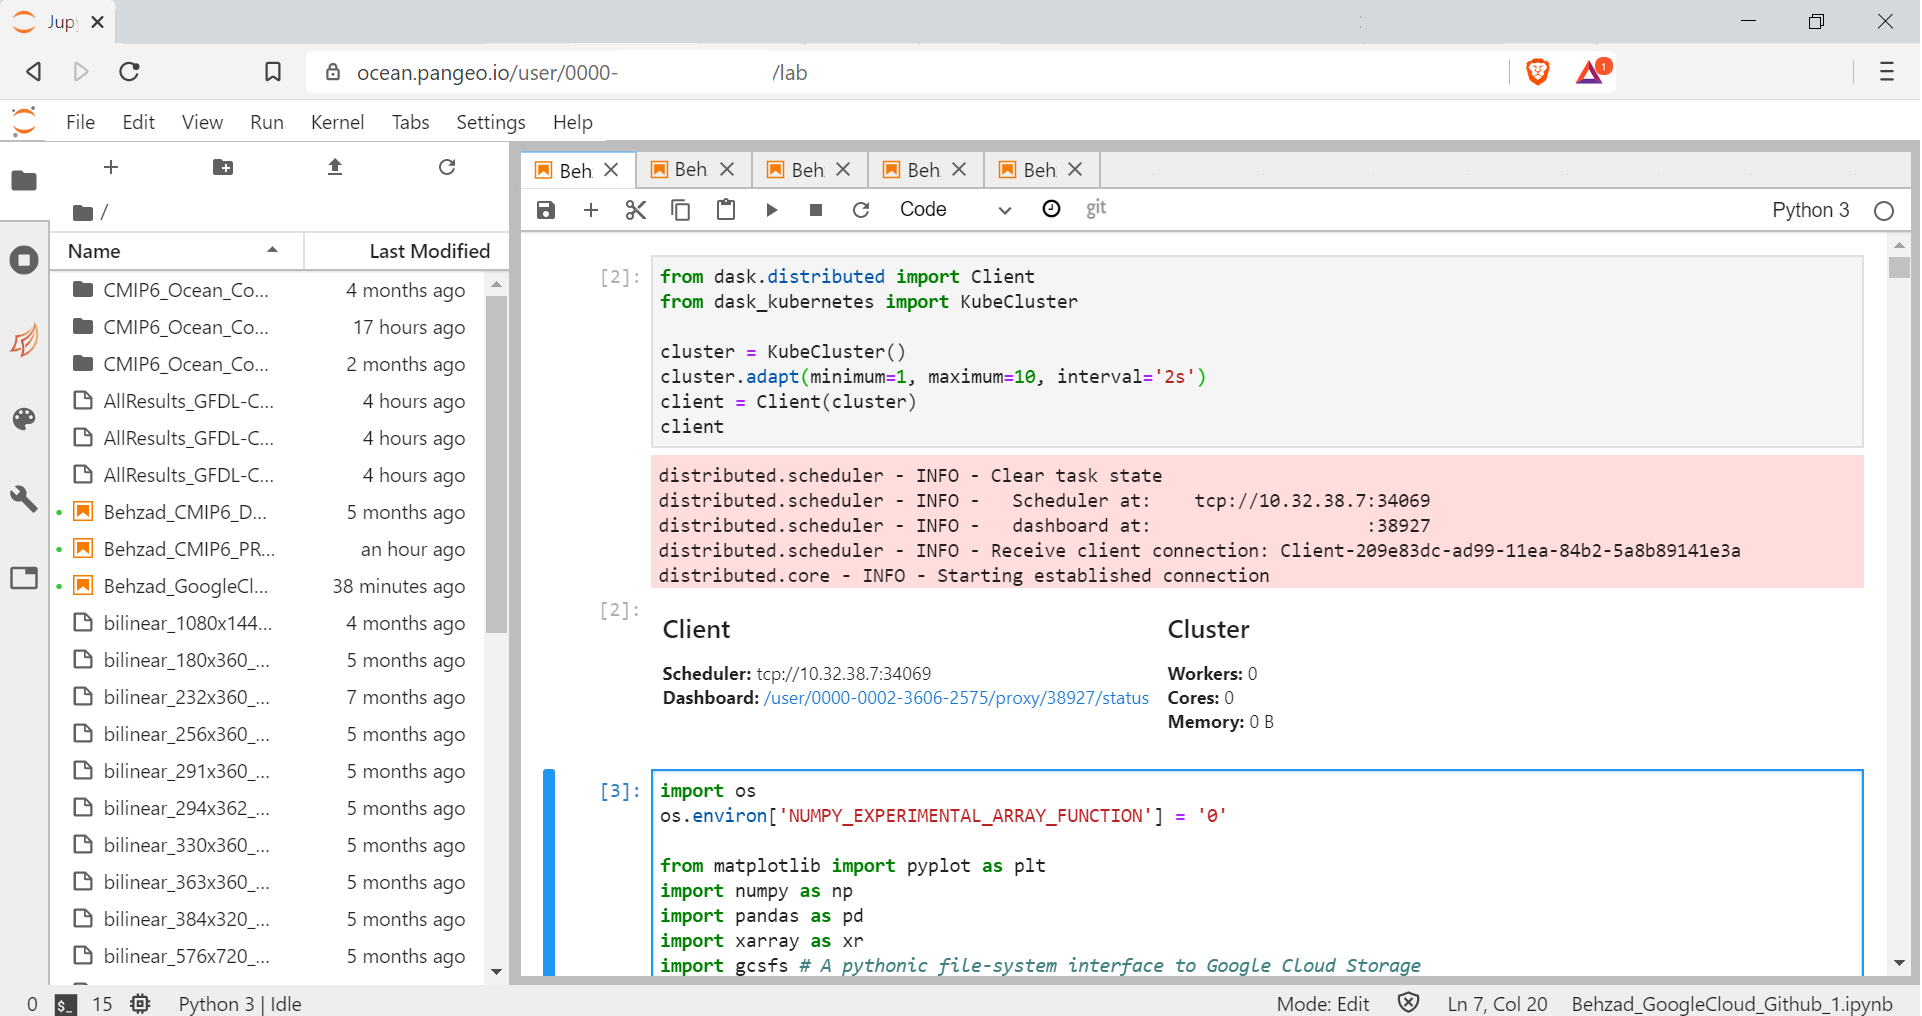 Jup
ocean.pangeo.io/user/0000- /lab
1
File Edit View Run Kernel Tabs Settings Help
/
Name Last Modified
CMIP6_Ocean_Co... 4 months ago
CMIP6_Ocean_Co... 17 hours ago
CMIP6_Ocean_Co... 2 months ago
AllResults_GFDL-C... 4 hours ago
AllResults_GFDL-C... 4 hours ago
AllResults_GFDL-C... 4 hours ago
Behzad_CMIP6_D... 5 months ago
Behzad_CMIP6_PR... an hour ago
Behzad_GoogleCl... 38 minutes ago
bilinear_1080x144... 4 months ago
bilinear_180x360_... 5 months ago
bilinear_232x360_... 7 months ago
bilinear_256x360_... 5 months ago
bilinear_291x360_... 5 months ago
bilinear_294x362_... 5 months ago
bilinear_330x360_... 5 months ago
bilinear_363x360_... 5 months ago
bilinear_384x320_... 5 months ago
bilinear_576x720_... 5 months ago
Beh. Beh. Beh. Beh. Beh.
Code git Python 3
[2]:
from dask.distributed import Client
from dask_kubernetes import KubeCluster
cluster = KubeCluster()
cluster.adapt(minimum=1, maximum=10, interval='2s')
client = Client(cluster)
client
distributed.scheduler - INFO - Clear task state
distributed.scheduler - INFO -   Scheduler at:    tcp://10.32.38.7:34069
distributed.scheduler - INFO -   dashboard at:                    :38927
distributed.scheduler - INFO - Receive client connection: Client-209e83dc-ad99-11ea-84b2-5a8b89141e3a
distributed.core - INFO - Starting established connection
[2]:
Client Cluster
Scheduler: tcp://10.32.38.7:34069 Workers: 0
Dashboard: /user/0000-0002-3606-2575/proxy/38927/status Cores: 0
Memory: 0 B
[3]:
import os
os.environ['NUMPY_EXPERIMENTAL_ARRAY_FUNCTION'] = '0'
from matplotlib import pyplot as plt
import numpy as np
import pandas as pd
import xarray as xr
import gcsfs # A pythonic file-system interface to Google Cloud Storage
0 $_ 15 Python 3 | Idle Mode: Edit Ln 7, Col 20 Behzad_GoogleCloud_Github_1.ipynb